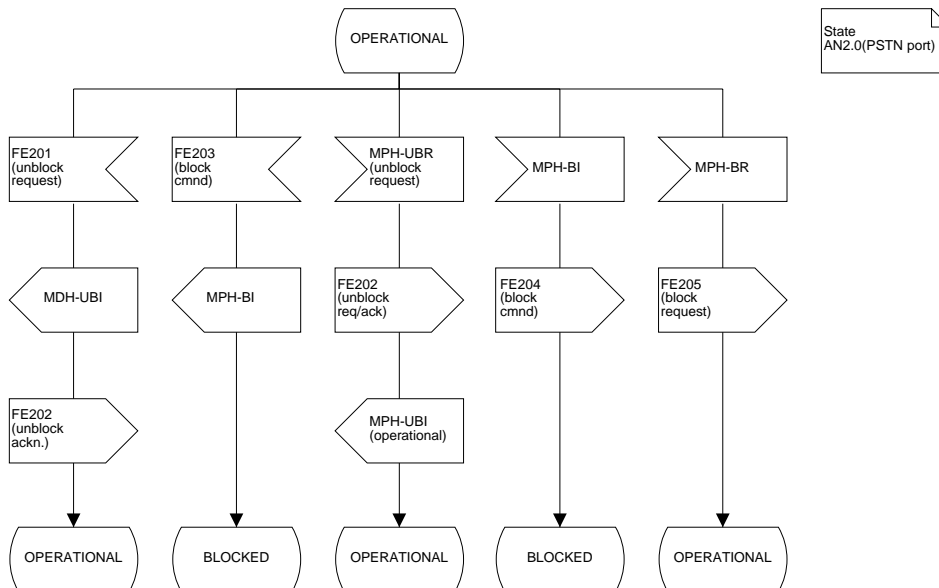 OPERATIONAL
State
AN2.0(PSTN port)
FE201
(unblock
request)
FE203
(block
cmnd)
MPH-UBR
(unblock
request)
MPH-BI
MPH-BR
MDH-UBI
MPH-BI
FE202
(unblock
req/ack)
FE204
(block
cmnd)
FE205
(block
request)
FE202
(unblock
ackn.)
MPH-UBI
(operational)
OPERATIONAL
BLOCKED
OPERATIONAL
BLOCKED
OPERATIONAL